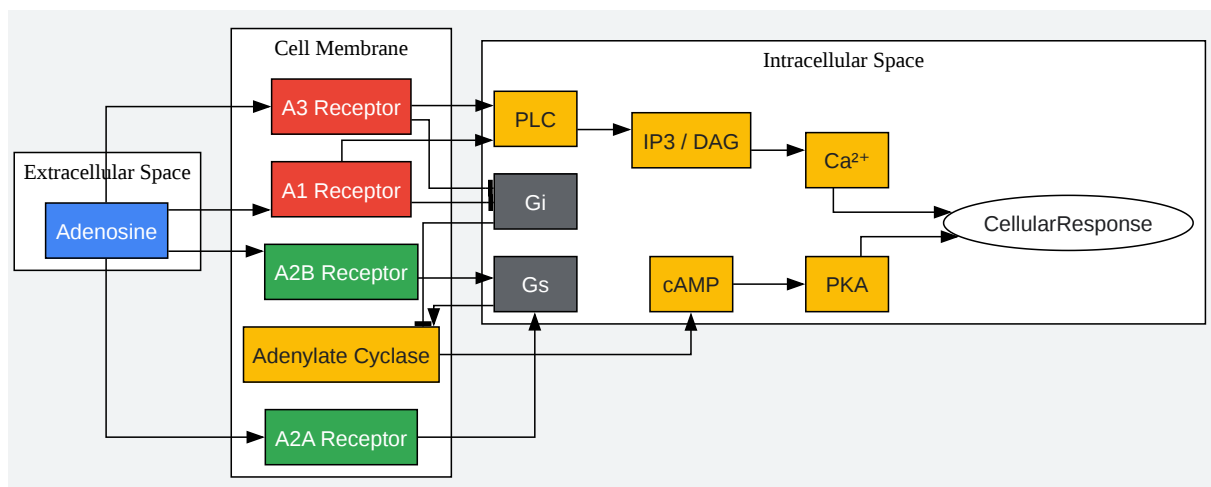 Cell Membrane
Intracellular Space
Extracellular Space
A3 Receptor
PLC
IP3 / DAG
Ca²⁺
A1 Receptor
Gi
Adenosine
CellularResponse
A2B Receptor
Gs
cAMP
PKA
Adenylate Cyclase
A2A Receptor